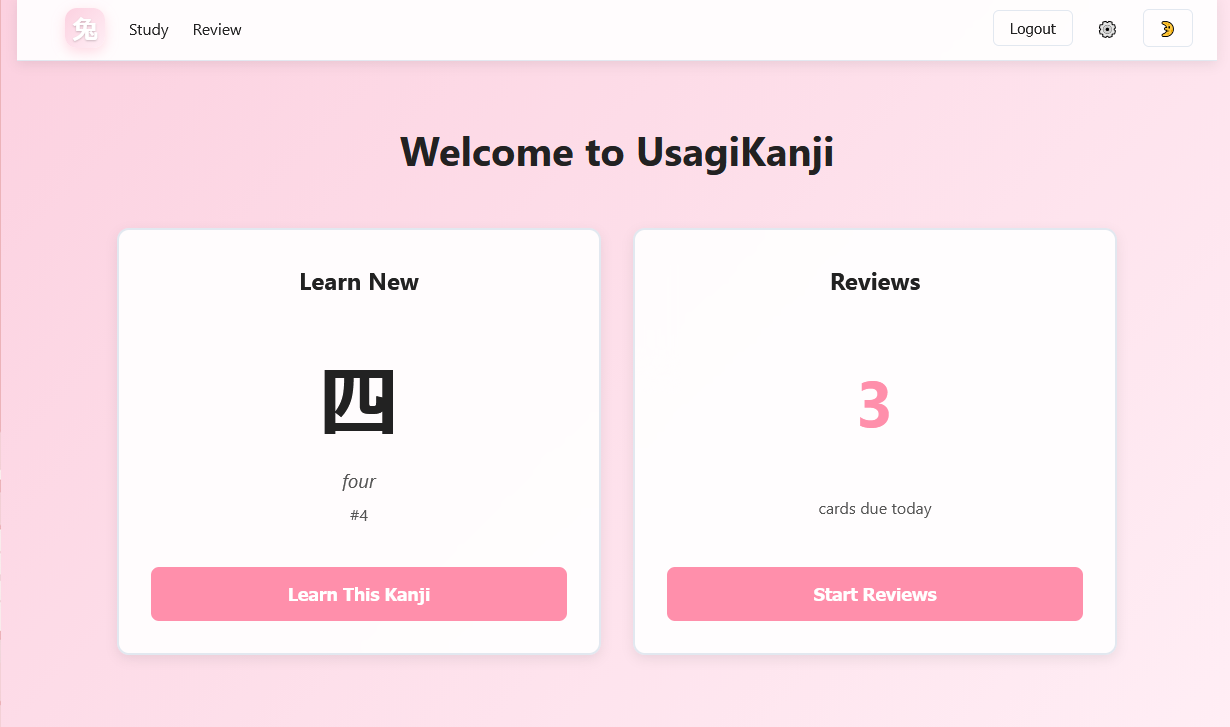 兔 Study Review Logout
Welcome to UsagiKanji
Learn New
四
four
#4
Learn This Kanji
Reviews
3
cards due today
Start Reviews